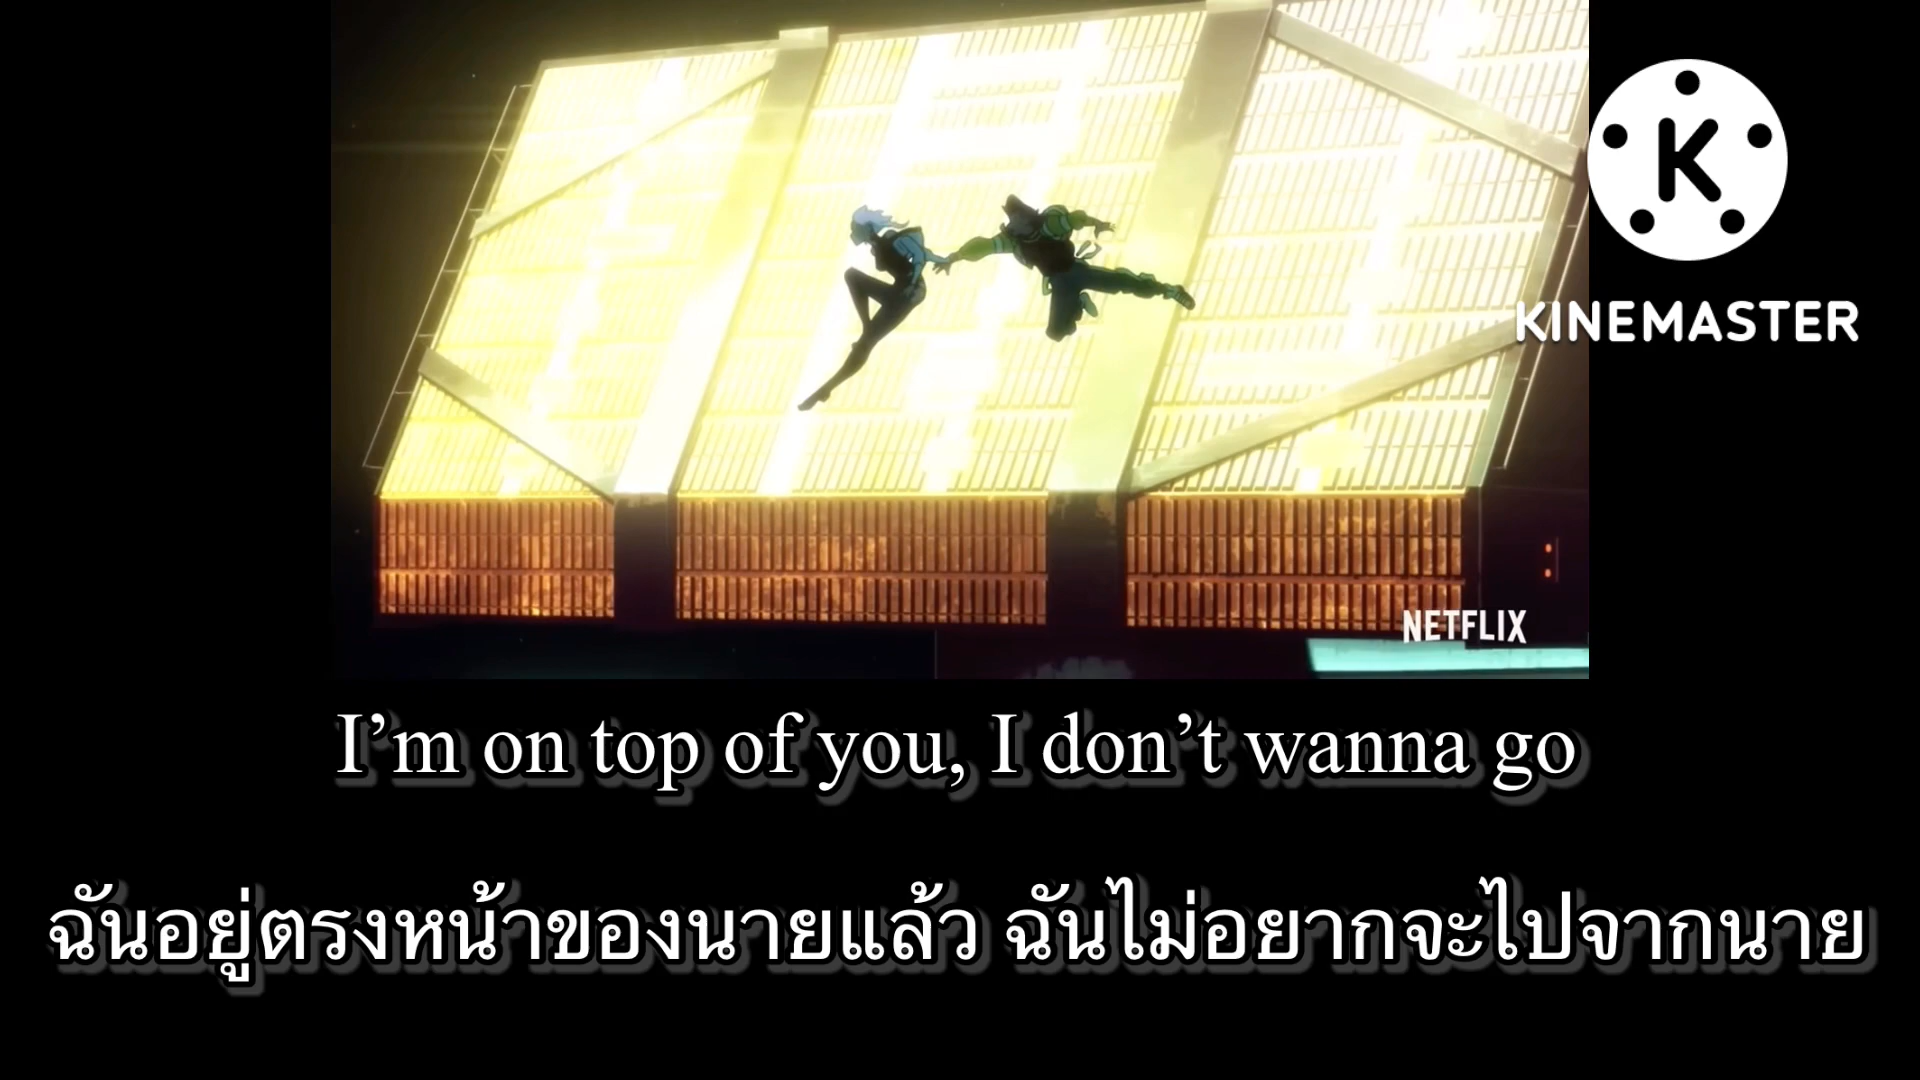 K
KINEMASTER
NETFLIX
I’m on top of you, I don’t wanna go
ฉันอยู่ตรงหน้าของนายแล้ว ฉันไม่อยากจะไปจากนาย